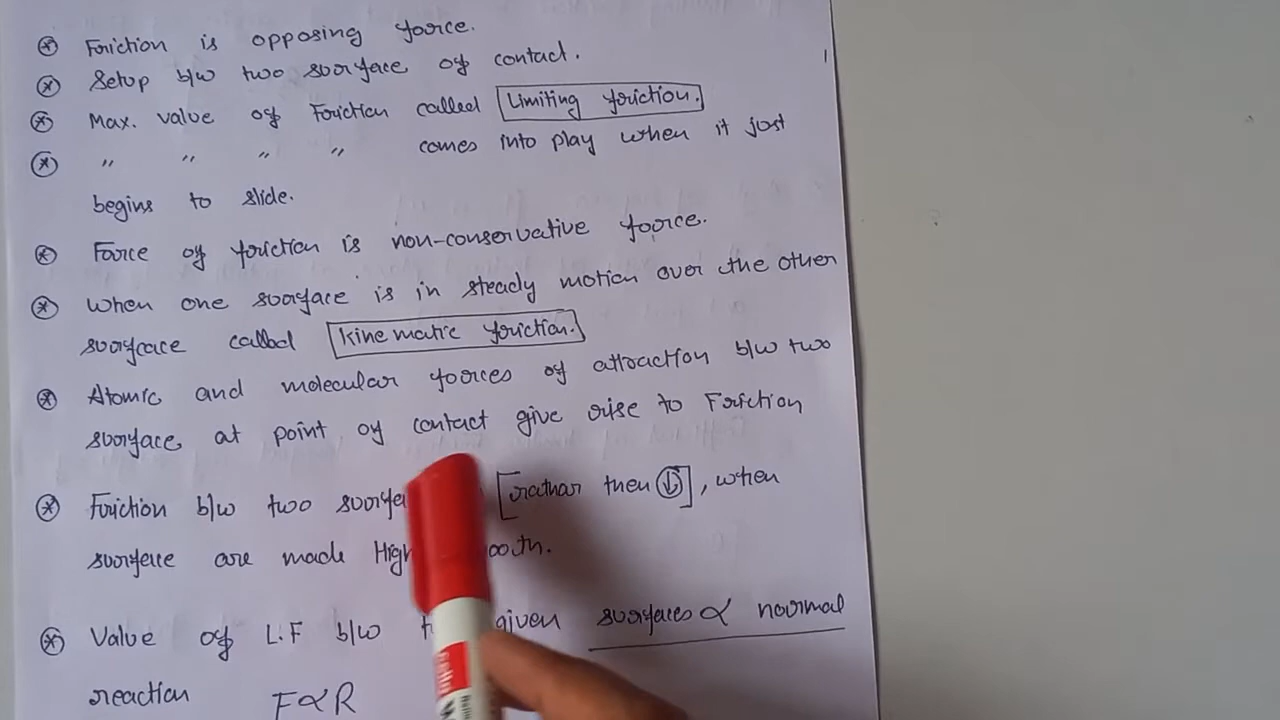 Friction is opposing force.
Setup b/w two surface of contact.
Max. value of Friction called Limiting friction.
" " " " comes into play when it just
begins to slide.
Force of friction is non-conservative force.
When one surface is in steady motion over the other
surface called kinematic friction.
Atomic and molecular forces of attraction b/w two
surface at point of contact give rise to Friction
Friction b/w two [rathar then ↓], when
surface are made
Value of L.F b/w given surfaces ∝ normal
reaction F∝R